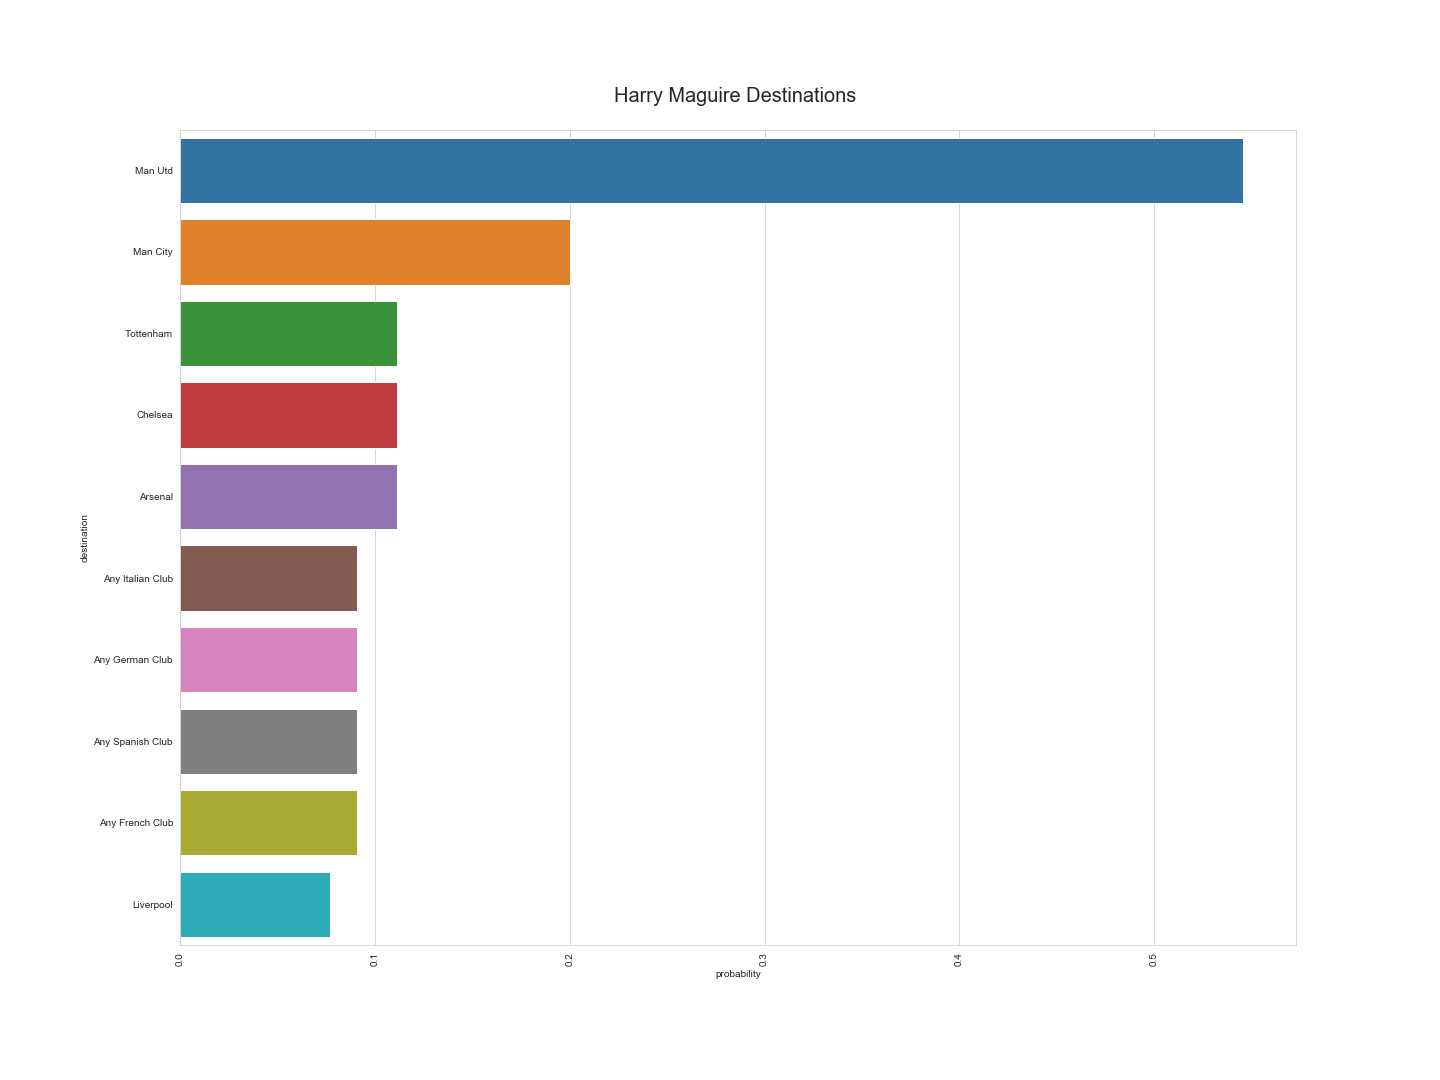 Harry Maguire Destinations
destination
Man Utd
Man City
Tottenham
Chelsea
Arsenal
Any Italian Club
Any German Club
Any Spanish Club
Any French Club
Liverpool
0.0
0.1
0.2
0.3
0.4
0.5
probability